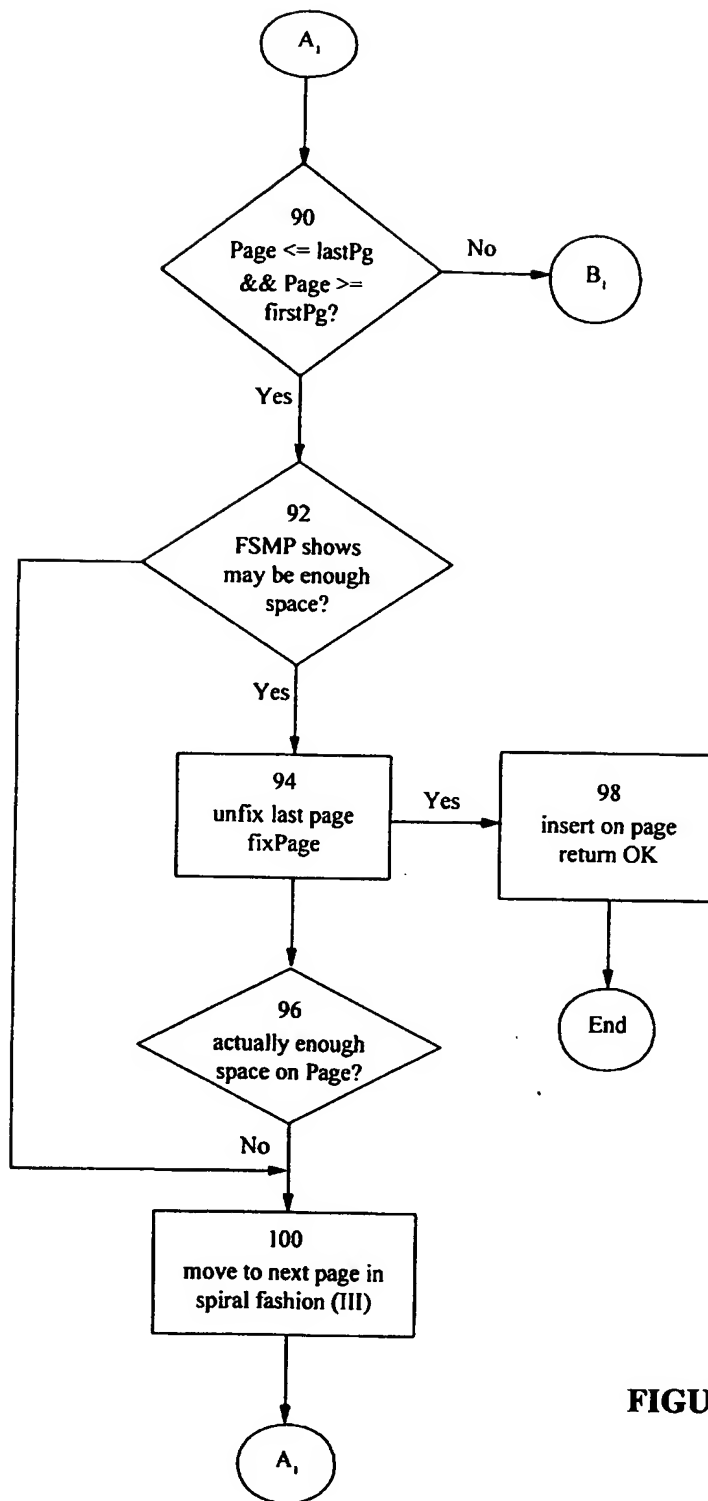 A₁
90
Page <= lastPg
&& Page >=
firstPg?
No
B₁
Yes
92
FSMP shows
may be enough
space?
Yes
94
unfix last page
fixPage
Yes
98
insert on page
return OK
End
96
actually enough
space on Page?
No
100
move to next page in
spiral fashion (III)
A₁
FIGU